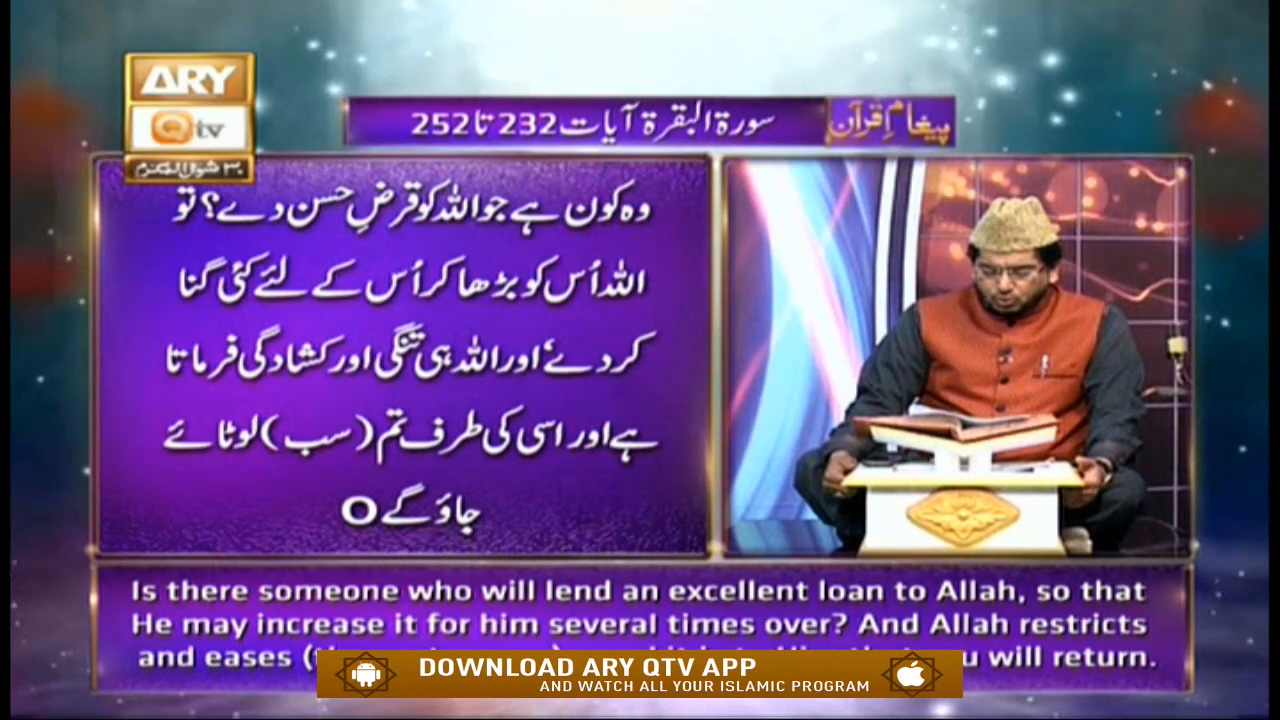 ARY
Qtv
۳۰ شوال المکرم
سورۃ البقرۃ آیات 232 تا 252
پیغامِ قرآن
وہ کون ہے جو اللہ کو قرضِ حسن دے؟ تو
اللہ اُس کو بڑھا کر اُس کے لئے کئی گنا
کر دے ٗ اور اللہ ہی تنگی اور کشادگی فرماتا
ہے اور اسی کی طرف تم (سب) لوٹائے
جاؤ گے O
Is there someone who will lend an excellent loan to Allah, so that
He may increase it for him several times over? And Allah restricts
and eases ( will return.
DOWNLOAD ARY QTV APP
AND WATCH ALL YOUR ISLAMIC PROGRAM